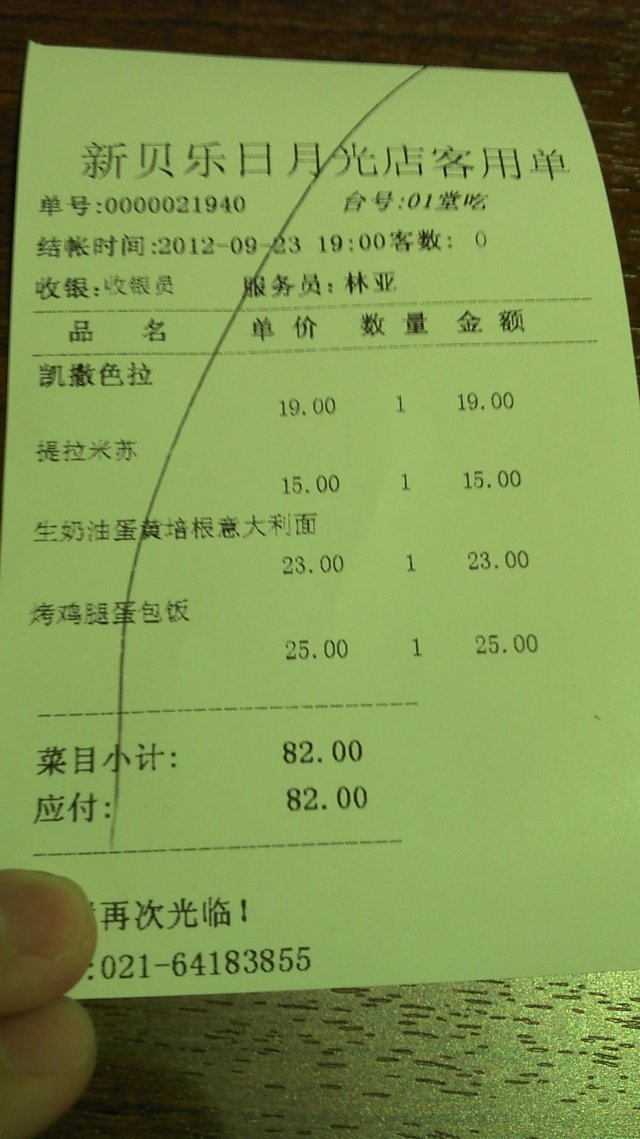 新贝乐日月光店客用单
单号:0000021940 台号:01堂吃
结帐时间:2012-09-23 19:00客数: 0
收银:收银员 服务员:林亚
品 名 单 价 数 量 金 额
凯撒色拉
19.00 1 19.00
提拉米苏
15.00 1 15.00
生奶油蛋黄培根意大利面
23.00 1 23.00
烤鸡腿蛋包饭
25.00 1 25.00
菜目小计: 82.00
应付: 82.00
再次光临!
:021-64183855